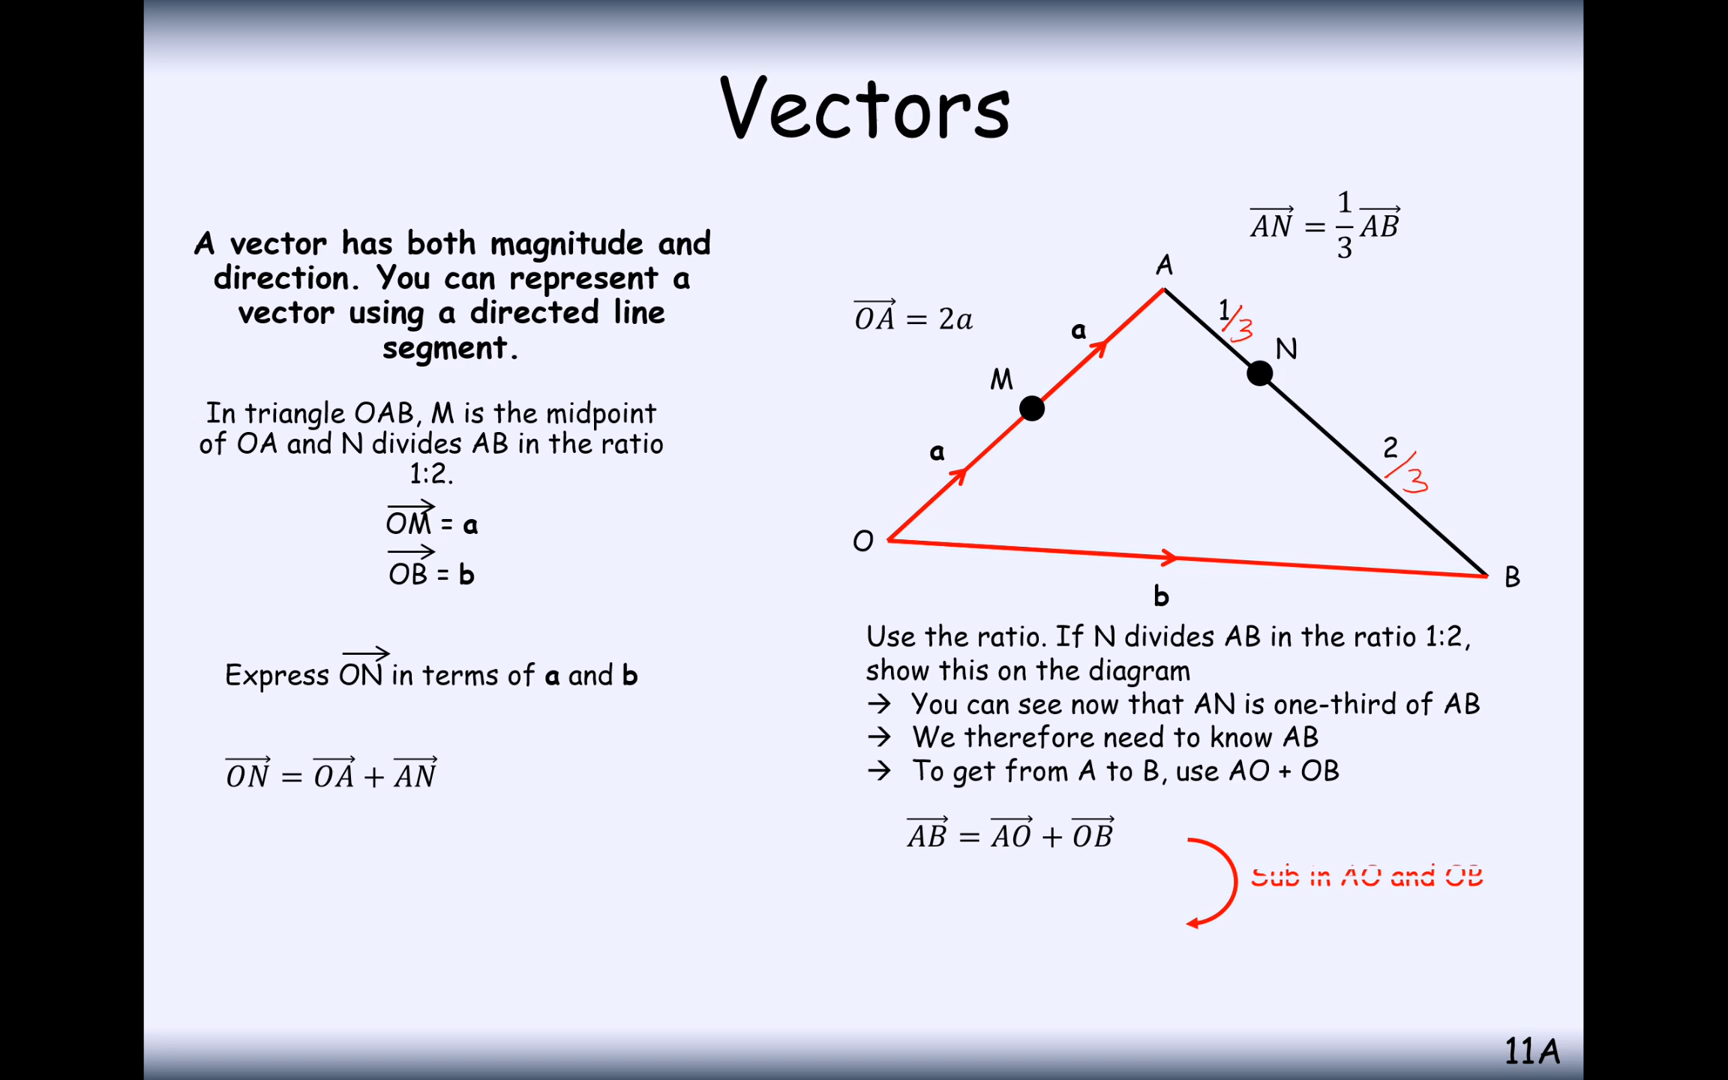 Vectors
A vector has both magnitude and
direction. You can represent a
vector using a directed line
segment.
In triangle OAB, M is the midpoint
of OA and N divides AB in the ratio
1:2.
OM⃗ = a
OB⃗ = b
Express ON⃗ in terms of a and b
ON⃗ = OA⃗ + AN⃗
AN⃗ = 1/3 AB⃗
OA⃗ = 2a
A
1/3
a
N
M
2/3
a
O
B
b
Use the ratio. If N divides AB in the ratio 1:2,
show this on the diagram
→ You can see now that AN is one-third of AB
→ We therefore need to know AB
→ To get from A to B, use AO + OB
AB⃗ = AO⃗ + OB⃗
Sub in AO and OB
11A